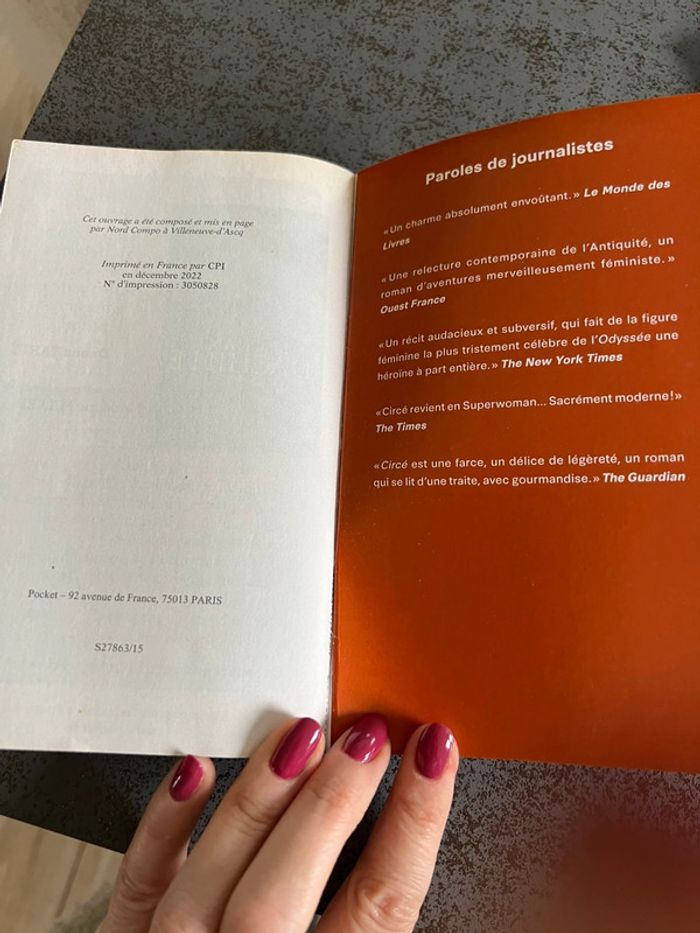 Cet ouvrage a été composé et mis en page
par Nord Compo à Villeneuve-d'Ascq
Imprimé en France par CPI
en décembre 2022
N° d'impression : 3050828
Pocket – 92 avenue de France, 75013 PARIS
S27863/15
Paroles de journalistes
« Un charme absolument envoûtant. » Le Monde des
Livres
« Une relecture contemporaine de l'Antiquité, un
roman d'aventures merveilleusement féministe. »
Ouest France
« Un récit audacieux et subversif, qui fait de la figure
féminine la plus tristement célèbre de l'Odyssée une
héroïne à part entière. » The New York Times
« Circé revient en Superwoman... Sacrément moderne ! »
The Times
« Circé est une farce, un délice de légèreté, un roman
qui se lit d'une traite, avec gourmandise. » The Guardian